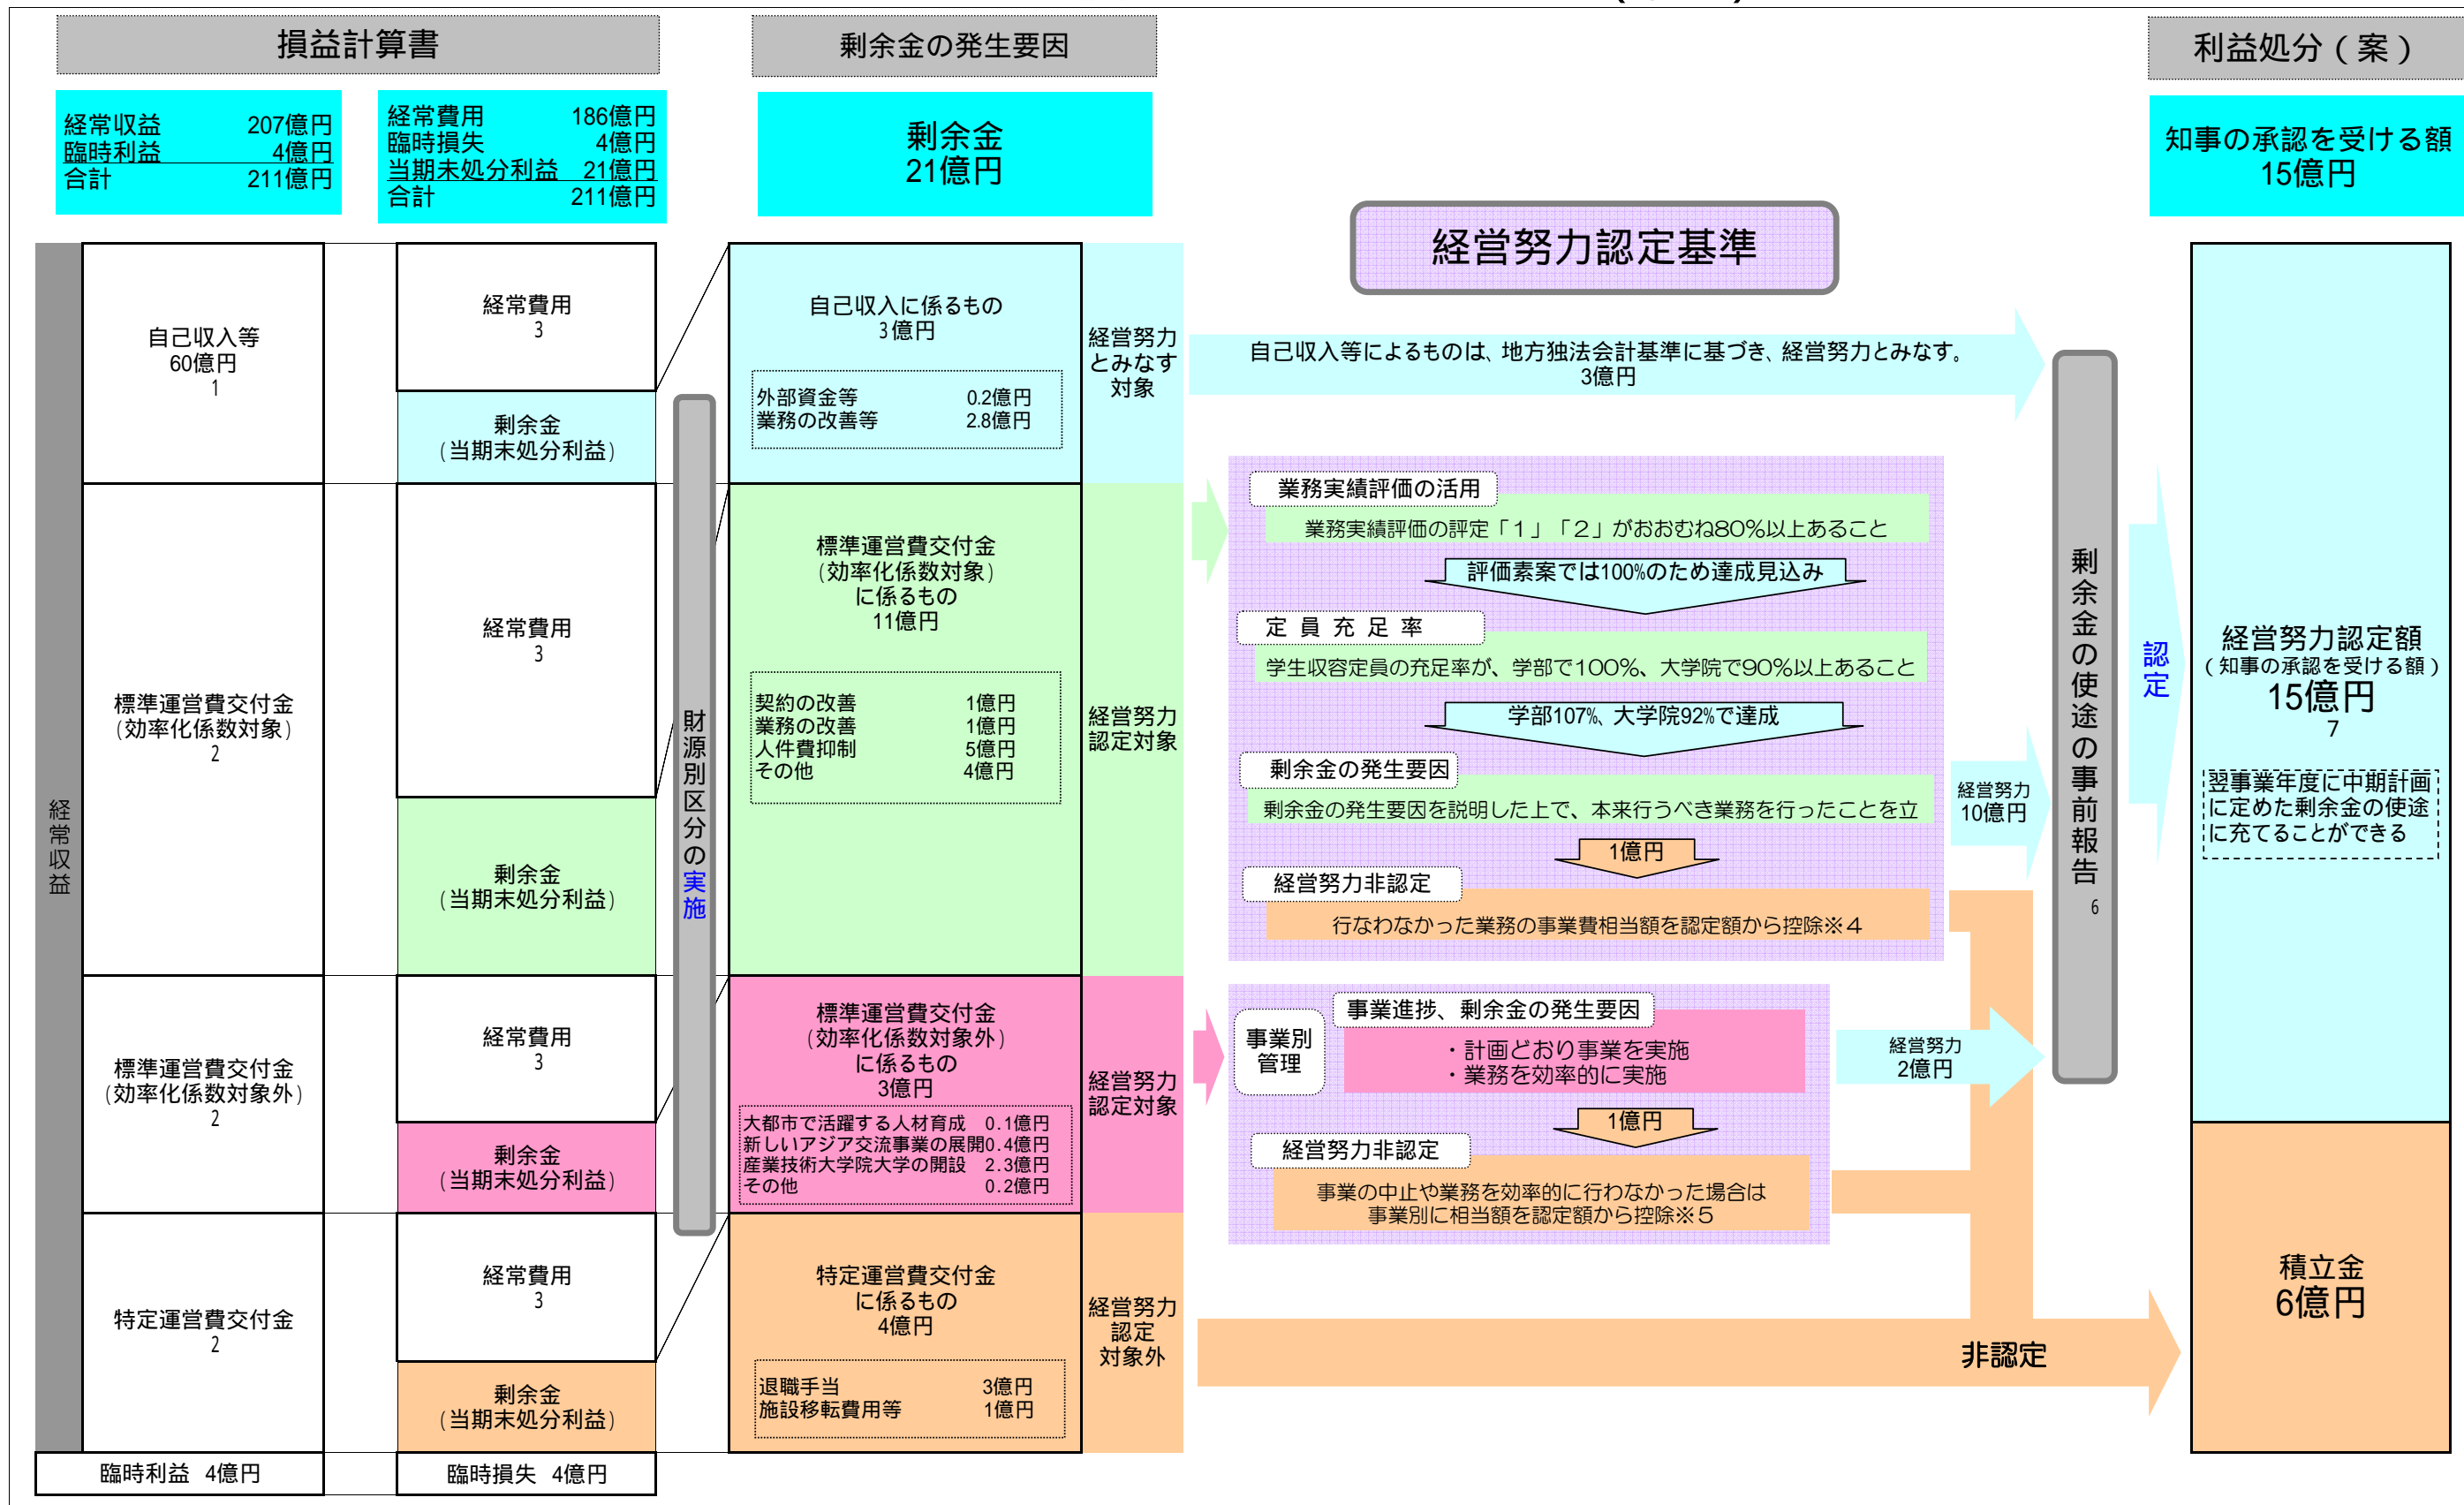 損益計算書
剰余金の発生要因
利益処分（案）
経常収益 207億円
臨時利益 4億円
合計 211億円
経常費用 186億円
臨時損失 4億円
当期未処分利益 21億円
合計 211億円
剰余金
21億円
知事の承認を受ける額
15億円
経営努力認定基準
経常収益
自己収入等
60億円
1
標準運営費交付金
(効率化係数対象)
2
標準運営費交付金
(効率化係数対象外)
2
特定運営費交付金
2
臨時利益 4億円
経常費用
3
剰余金
(当期未処分利益)
経常費用
3
剰余金
(当期未処分利益)
経常費用
3
剰余金
(当期未処分利益)
経常費用
3
剰余金
(当期未処分利益)
臨時損失 4億円
財源別区分の実施
自己収入に係るもの
3億円
外部資金等 0.2億円
業務の改善等 2.8億円
経営努力
とみなす
対象
標準運営費交付金
(効率化係数対象)
に係るもの
11億円
契約の改善 1億円
業務の改善 1億円
人件費抑制 5億円
その他 4億円
経営努力
認定対象
標準運営費交付金
(効率化係数対象外)
に係るもの
3億円
大都市で活躍する人材育成 0.1億円
新しいアジア交流事業の展開0.4億円
産業技術大学院大学の開設 2.3億円
その他 0.2億円
経営努力
認定対象
特定運営費交付金
に係るもの
4億円
退職手当 3億円
施設移転費用等 1億円
経営努力
認定
対象外
自己収入等によるものは、地方独法会計基準に基づき、経営努力とみなす。
3億円
業務実績評価の活用
業務実績評価の評定「１」「２」がおおむね80％以上あること
評価素案では100%のため達成見込み
定員充足率
学生収容定員の充足率が、学部で100％、大学院で90％以上あること
学部107%、大学院92%で達成
剰余金の発生要因
剰余金の発生要因を説明した上で、本来行うべき業務を行ったことを立
1億円
経営努力非認定
行なわなかった業務の事業費相当額を認定額から控除※４
経営努力
10億円
事業別
管理
事業進捗、剰余金の発生要因
・計画どおり事業を実施
・業務を効率的に実施
1億円
経営努力非認定
事業の中止や業務を効率的に行わなかった場合は
事業別に相当額を認定額から控除※５
経営努力
2億円
非認定
剰余金の使途の事前報告
6
認定
経営努力認定額
（知事の承認を受ける額）
15億円
7
翌事業年度に中期計画
に定めた剰余金の使途
に充てることができる
積立金
6億円